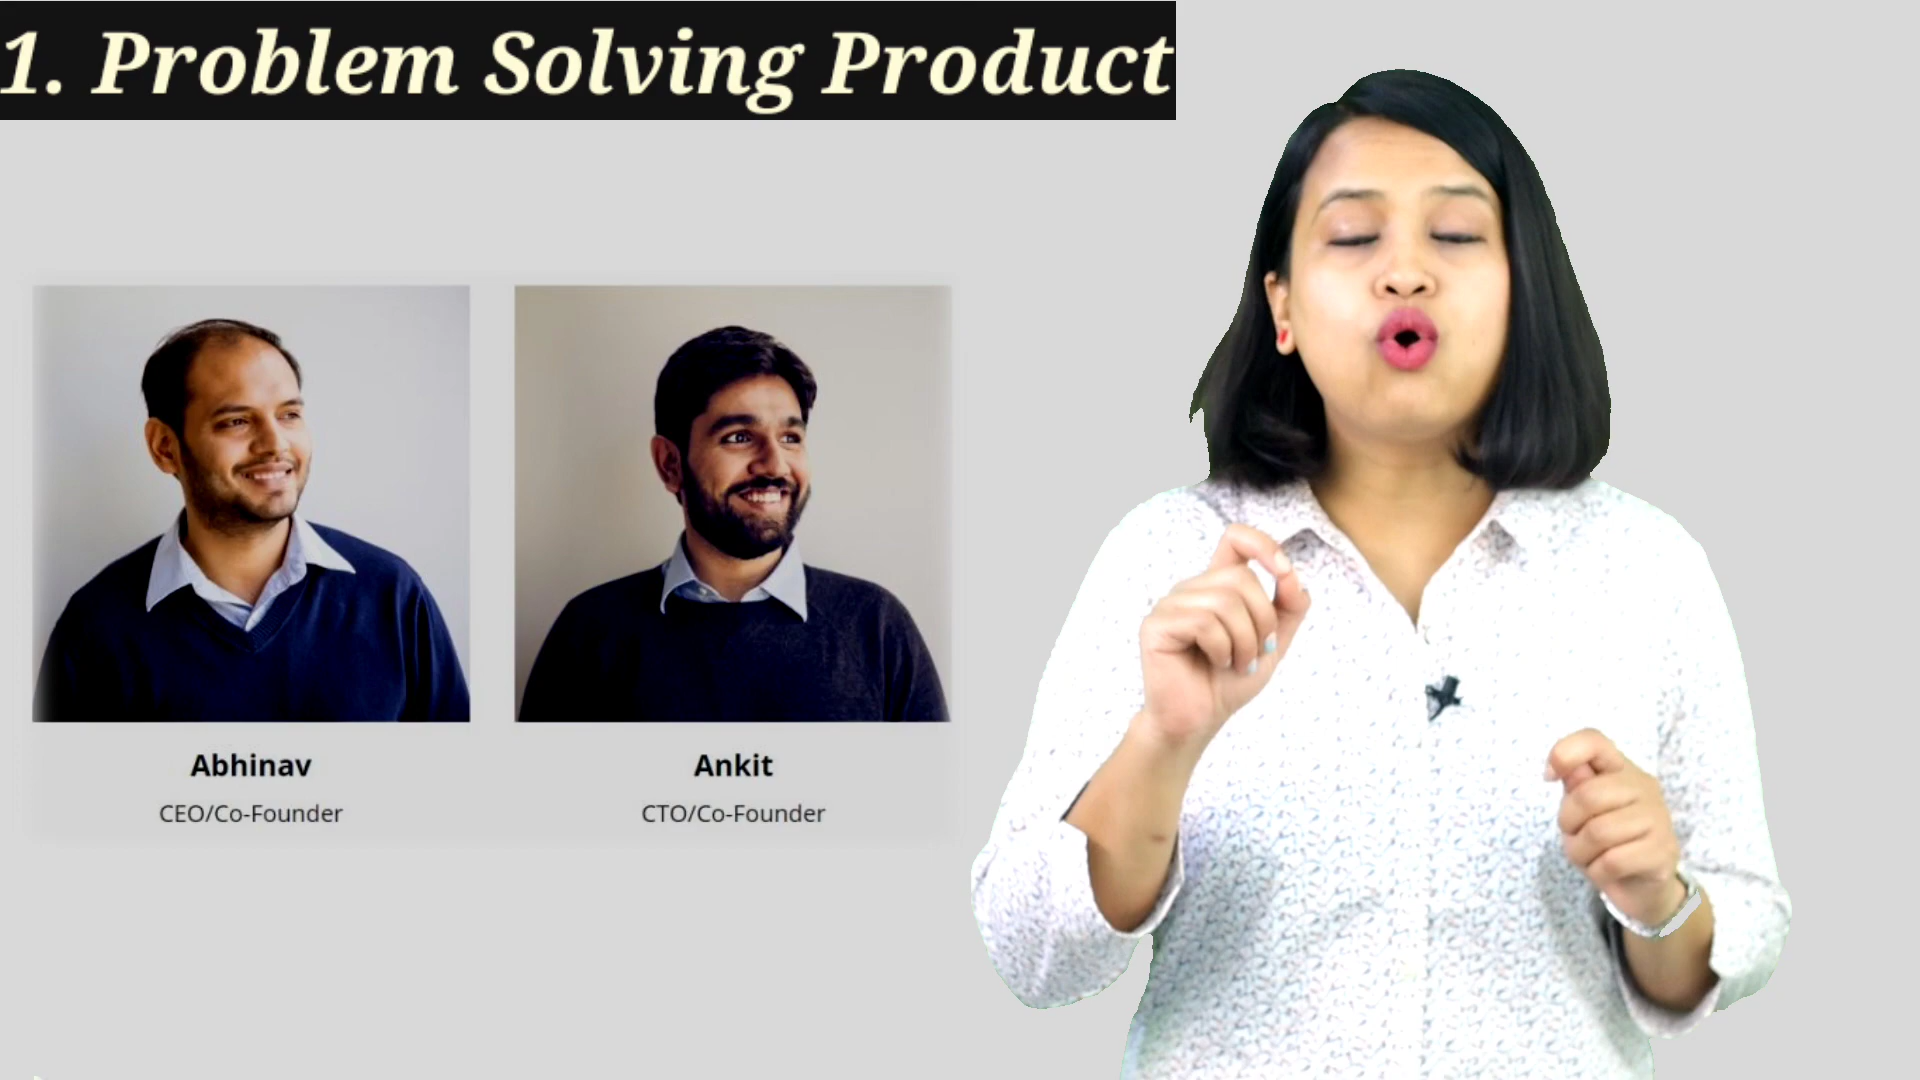 1. Problem Solving Product
Abhinav
Ankit
CEO/Co-Founder
CTO/Co-Founder